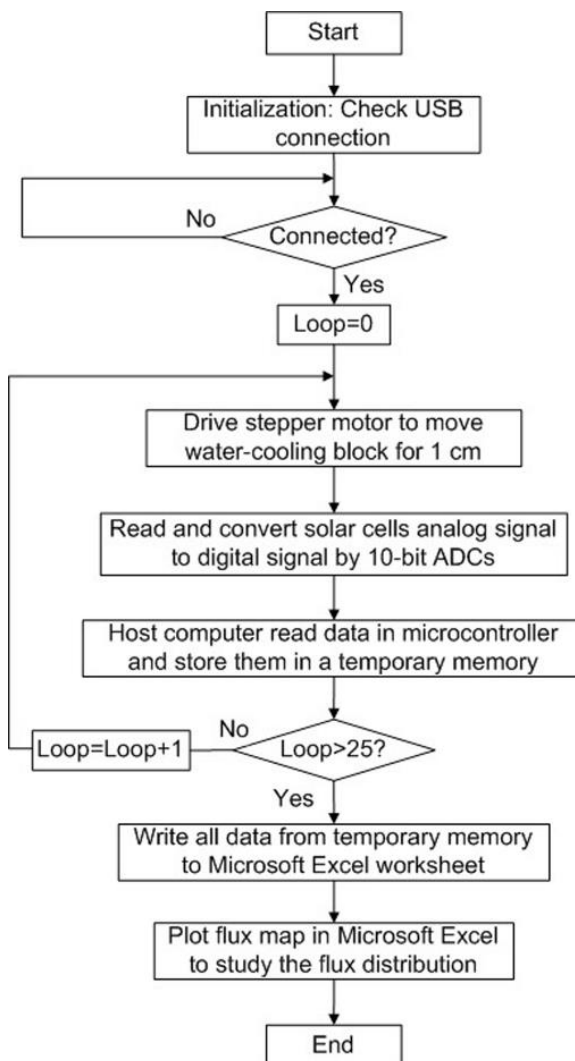 Start
Initialization: Check USB
connection
No
Connected?
Yes
Loop=0
Drive stepper motor to move
water-cooling block for 1 cm
Read and convert solar cells analog signal
to digital signal by 10-bit ADCs
Host computer read data in microcontroller
and store them in a temporary memory
No
Loop=Loop+1
Loop>25?
Yes
Write all data from temporary memory
to Microsoft Excel worksheet
Plot flux map in Microsoft Excel
to study the flux distribution
End